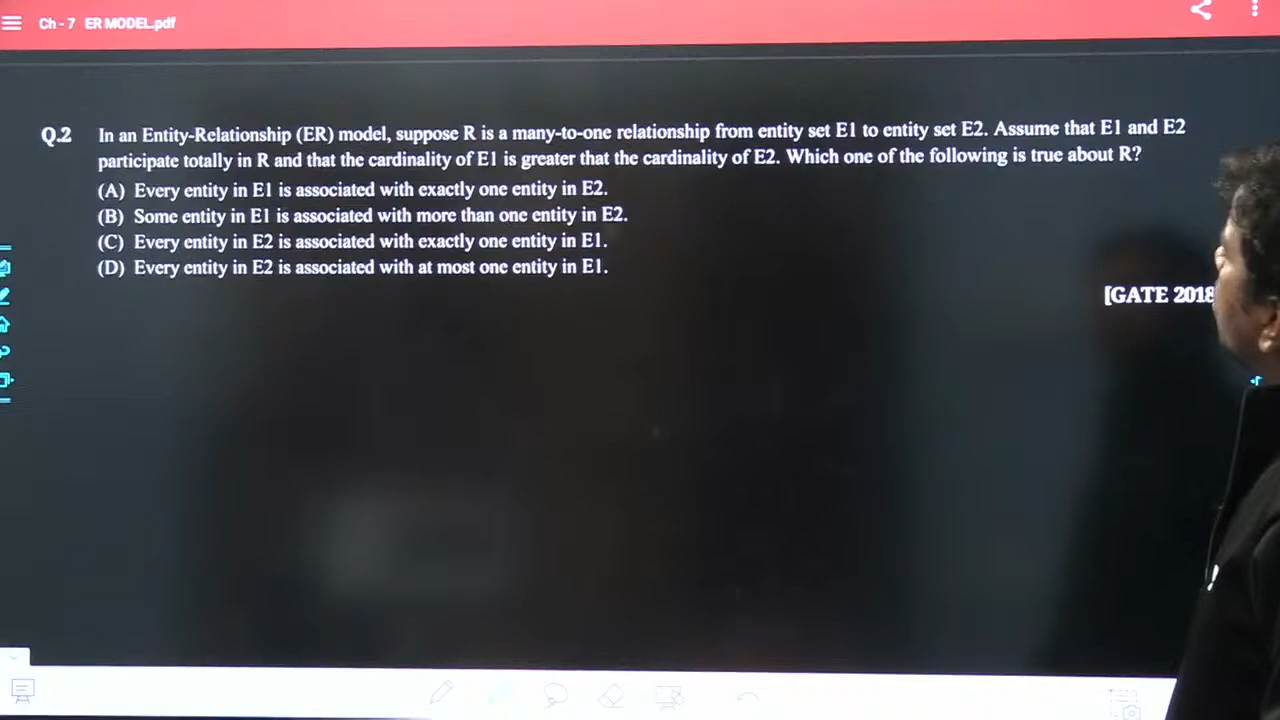 Ch - 7 ER MODEL.pdf
Q.2 In an Entity-Relationship (ER) model, suppose R is a many-to-one relationship from entity set E1 to entity set E2. Assume that E1 and E2
participate totally in R and that the cardinality of E1 is greater that the cardinality of E2. Which one of the following is true about R?
(A) Every entity in E1 is associated with exactly one entity in E2.
(B) Some entity in E1 is associated with more than one entity in E2.
(C) Every entity in E2 is associated with exactly one entity in E1.
(D) Every entity in E2 is associated with at most one entity in E1.
[GATE 2018